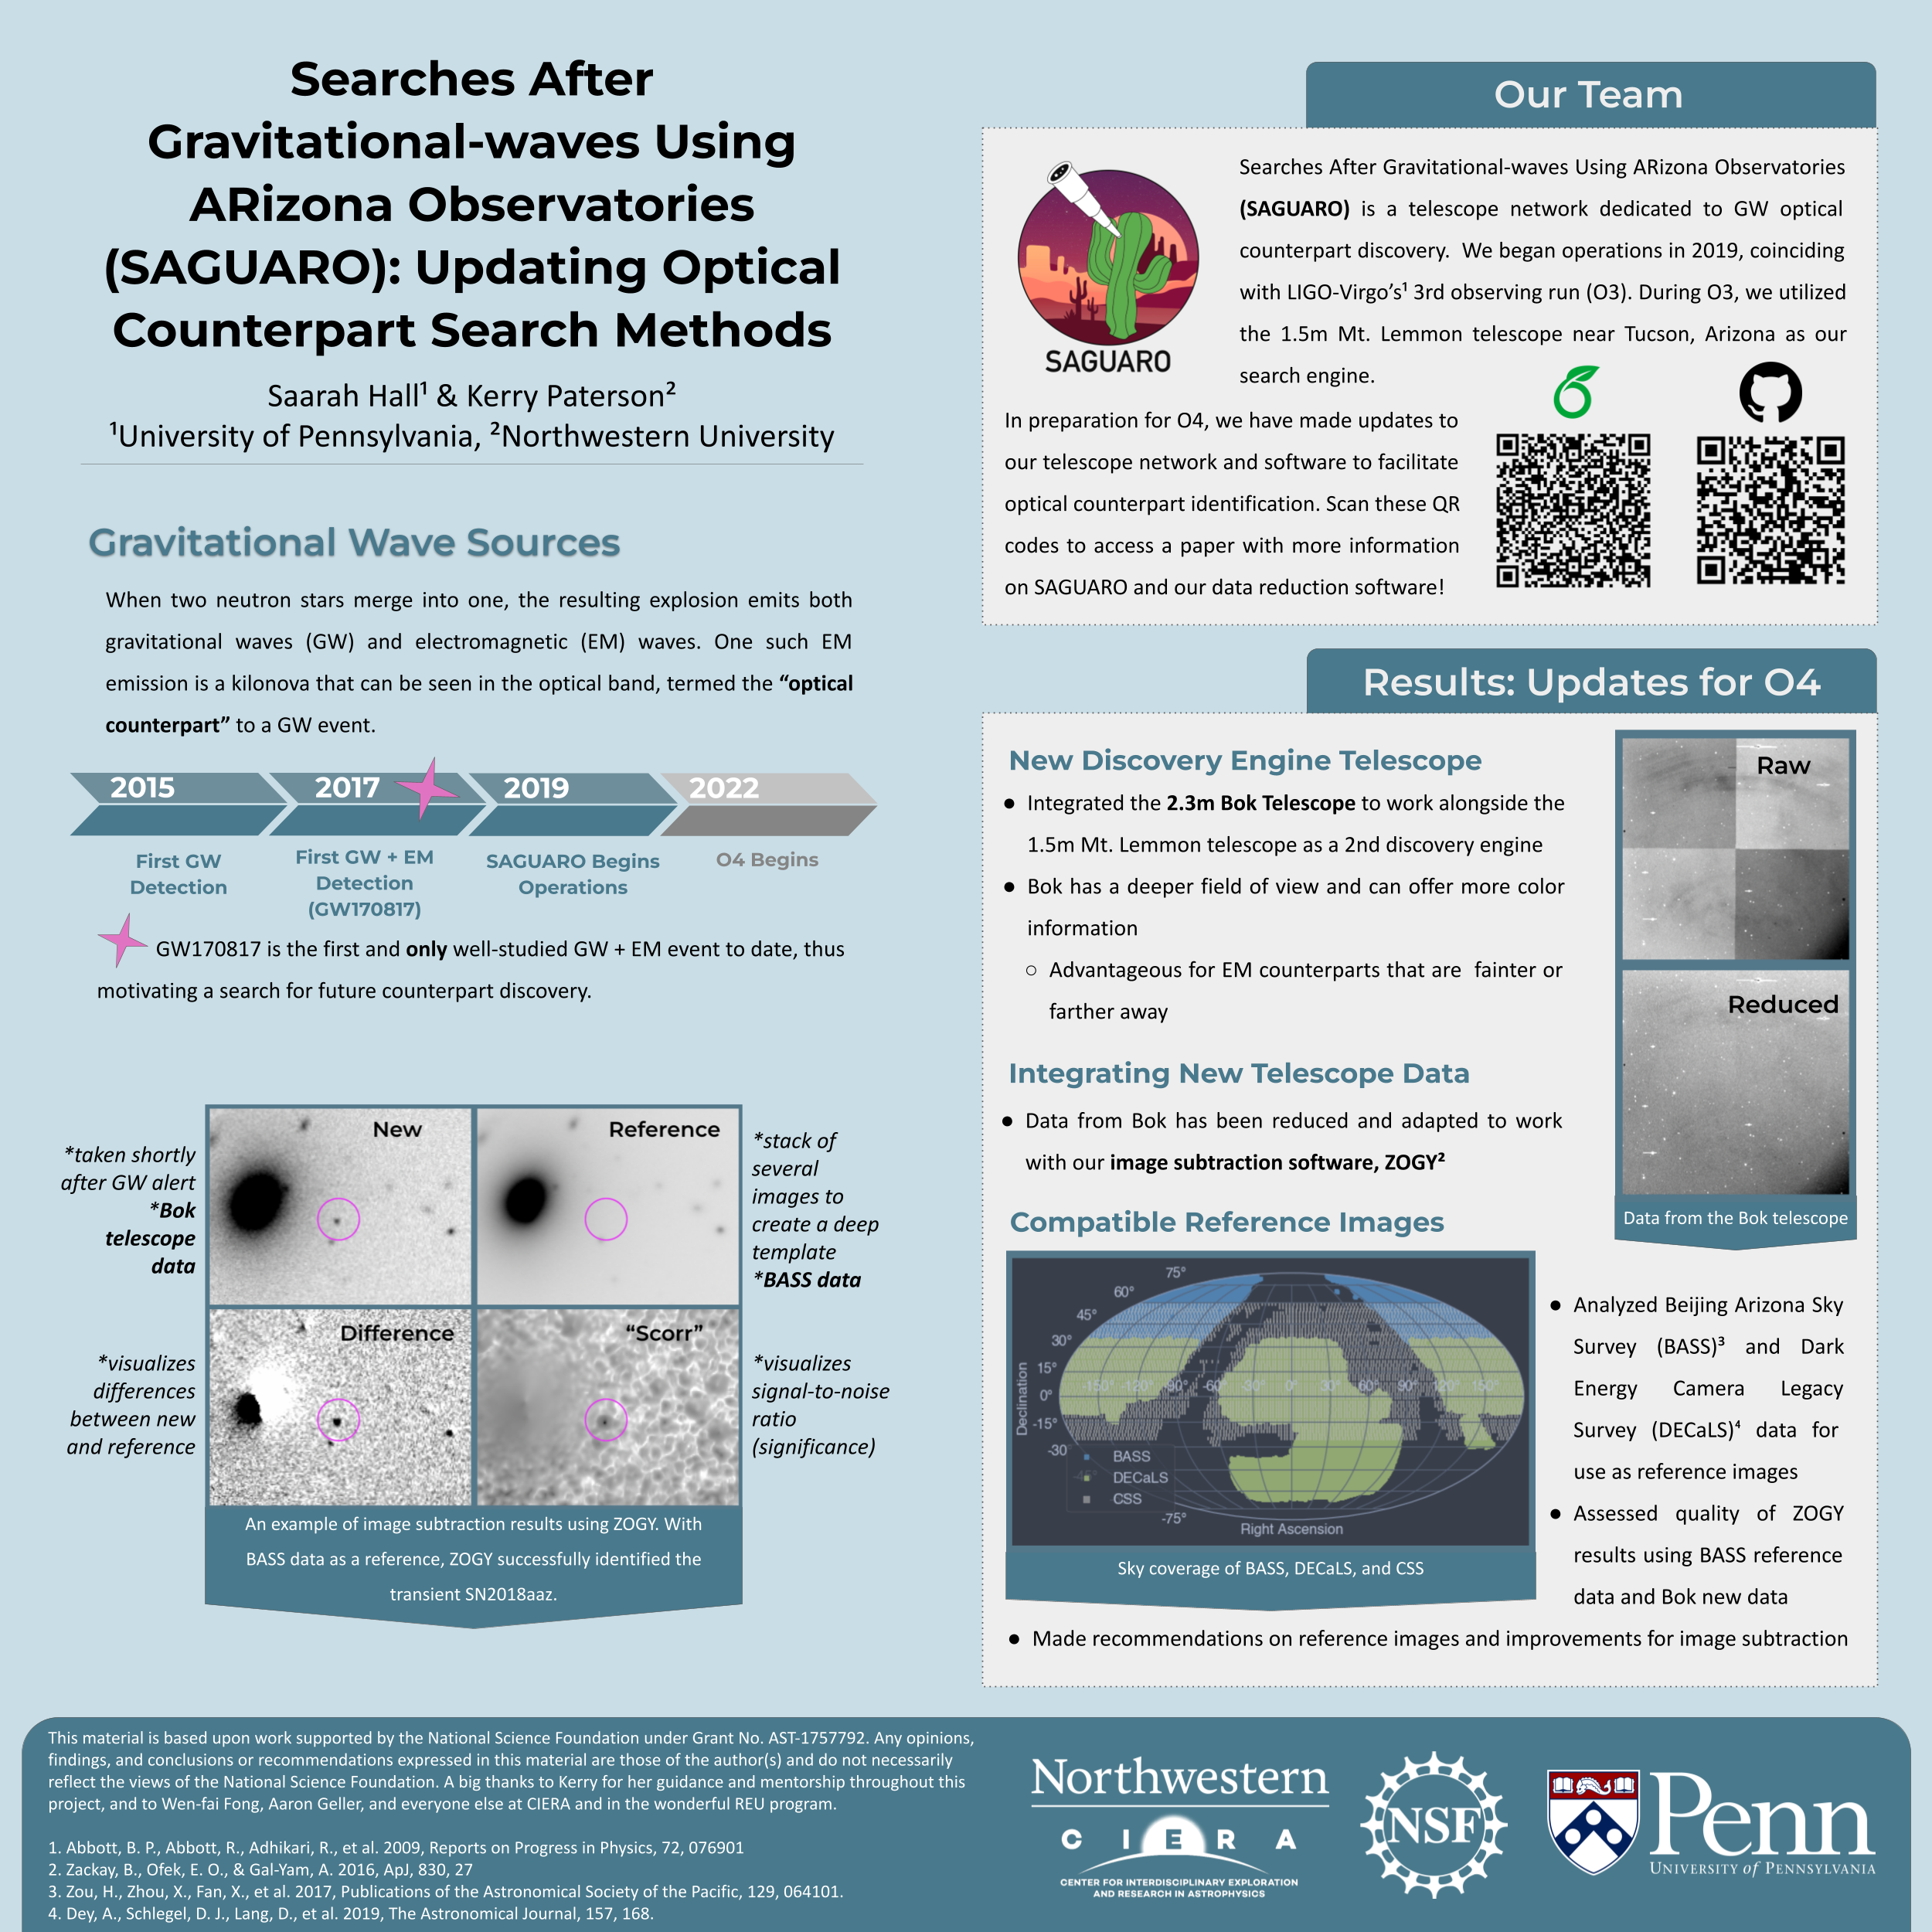 Searches After
Gravitational-waves Using
ARizona Observatories
(SAGUARO): Updating Optical
Counterpart Search Methods
Saarah Hall¹ & Kerry Paterson²
¹University of Pennsylvania, ²Northwestern University
Gravitational Wave Sources
When two neutron stars merge into one, the resulting explosion emits both
gravitational waves (GW) and electromagnetic (EM) waves. One such EM
emission is a kilonova that can be seen in the optical band, termed the “optical
counterpart” to a GW event.
2015
2017
2019
2022
First GW
Detection
First GW + EM
Detection
(GW170817)
SAGUARO Begins
Operations
O4 Begins
GW170817 is the first and only well-studied GW + EM event to date, thus
motivating a search for future counterpart discovery.
*taken shortly
after GW alert
*Bok
telescope
data
New
Reference
*stack of
several
images to
create a deep
template
*BASS data
*visualizes
differences
between new
and reference
Difference
“Scorr”
*visualizes
signal-to-noise
ratio
(significance)
An example of image subtraction results using ZOGY. With
BASS data as a reference, ZOGY successfully identified the
transient SN2018aaz.
Our Team
SAGUARO
Searches After Gravitational-waves Using ARizona Observatories
(SAGUARO) is a telescope network dedicated to GW optical
counterpart discovery. We began operations in 2019, coinciding
with LIGO-Virgo’s¹ 3rd observing run (O3). During O3, we utilized
the 1.5m Mt. Lemmon telescope near Tucson, Arizona as our
search engine.
In preparation for O4, we have made updates to
our telescope network and software to facilitate
optical counterpart identification. Scan these QR
codes to access a paper with more information
on SAGUARO and our data reduction software!
Results: Updates for O4
New Discovery Engine Telescope
● Integrated the 2.3m Bok Telescope to work alongside the
1.5m Mt. Lemmon telescope as a 2nd discovery engine
● Bok has a deeper field of view and can offer more color
information
○ Advantageous for EM counterparts that are fainter or
farther away
Raw
Reduced
Data from the Bok telescope
Integrating New Telescope Data
● Data from Bok has been reduced and adapted to work
with our image subtraction software, ZOGY²
Compatible Reference Images
75°
60°
45°
30°
15°
0°
-15°
-30°
-45°
-75°
-150° -120° -90° -60° -30° 0° 30° 60° 90° 120° 150°
Declination
Right Ascension
BASS
DECaLS
CSS
Sky coverage of BASS, DECaLS, and CSS
● Analyzed Beijing Arizona Sky
Survey (BASS)³ and Dark
Energy Camera Legacy
Survey (DECaLS)⁴ data for
use as reference images
● Assessed quality of ZOGY
results using BASS reference
data and Bok new data
● Made recommendations on reference images and improvements for image subtraction
This material is based upon work supported by the National Science Foundation under Grant No. AST-1757792. Any opinions,
findings, and conclusions or recommendations expressed in this material are those of the author(s) and do not necessarily
reflect the views of the National Science Foundation. A big thanks to Kerry for her guidance and mentorship throughout this
project, and to Wen-fai Fong, Aaron Geller, and everyone else at CIERA and in the wonderful REU program.
1. Abbott, B. P., Abbott, R., Adhikari, R., et al. 2009, Reports on Progress in Physics, 72, 076901
2. Zackay, B., Ofek, E. O., & Gal-Yam, A. 2016, ApJ, 830, 27
3. Zou, H., Zhou, X., Fan, X., et al. 2017, Publications of the Astronomical Society of the Pacific, 129, 064101.
4. Dey, A., Schlegel, D. J., Lang, D., et al. 2019, The Astronomical Journal, 157, 168.
Northwestern
CIERA
CENTER FOR INTERDISCIPLINARY EXPLORATION
AND RESEARCH IN ASTROPHYSICS
NSF
Penn
UNIVERSITY of PENNSYLVANIA